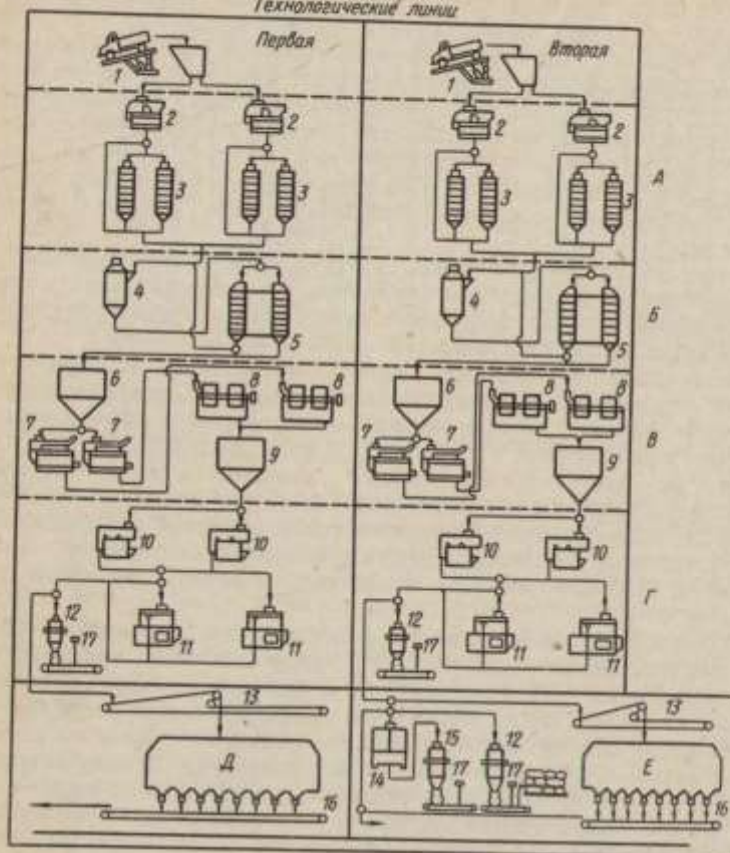 Технологические линии
Первая Вторая
1 1
2 2 2 2
3 3 3 3 А
4 4 Б
5 5
6 8 8 6 8 8
7 7 7 7
9 9 В
10 10 10 10
12 17 11 11 12 17 11 11 Г
13 13
Д 14 15 17 12 17 Е
16 16